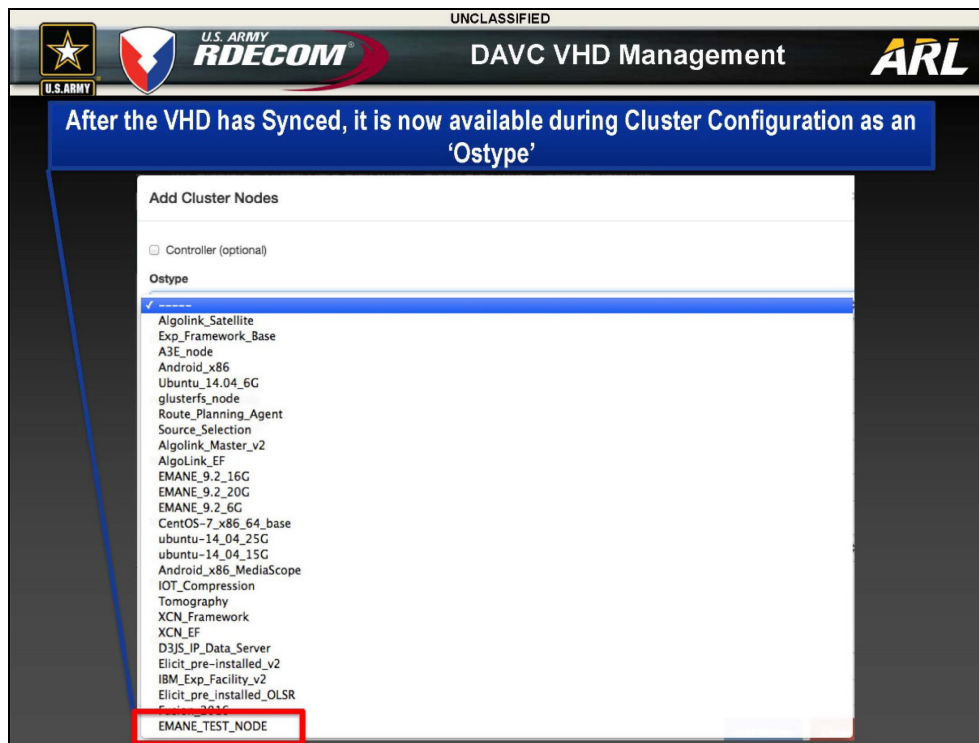 UNCLASSIFIED
U.S. ARMY
RDECOM®
DAVC VHD Management
ARL
U.S.ARMY
After the VHD has Synced, it is now available during Cluster Configuration as an
‘Ostype’
Add Cluster Nodes
Controller (optional)
Ostype
✓ -----
Algolink_Satellite
Exp_Framework_Base
A3E_node
Android_x86
Ubuntu_14.04_6G
glusterfs_node
Route_Planning_Agent
Source_Selection
Algolink_Master_v2
AlgoLink_EF
EMANE_9.2_16G
EMANE_9.2_20G
EMANE_9.2_6G
CentOS-7_x86_64_base
ubuntu-14_04_25G
ubuntu-14_04_15G
Android_x86_MediaScope
IOT_Compression
Tomography
XCN_Framework
XCN_EF
D3JS_IP_Data_Server
Elicit_pre-installed_v2
IBM_Exp_Facility_v2
Elicit_pre_installed_OLSR
Fusion_2016
EMANE_TEST_NODE